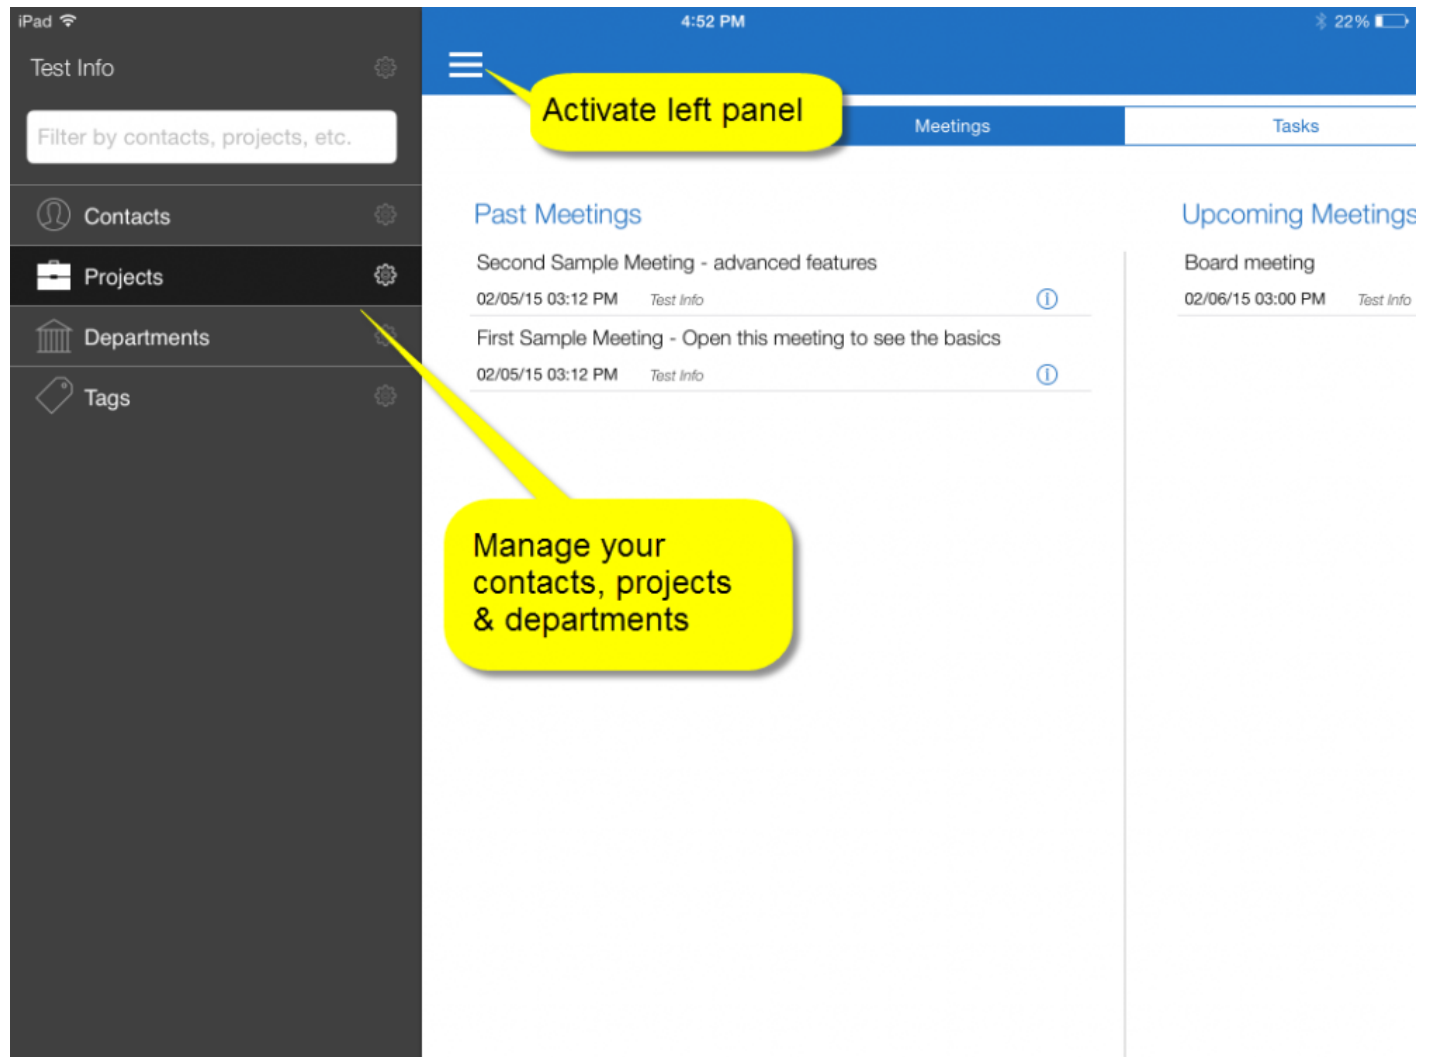 iPad
4:52 PM
22%
Test Info
Filter by contacts, projects, etc.
Contacts
Projects
Departments
Tags
Activate left panel
Meetings
Tasks
Past Meetings
Second Sample Meeting - advanced features
02/05/15 03:12 PM Test Info
First Sample Meeting - Open this meeting to see the basics
02/05/15 03:12 PM Test Info
Upcoming Meetings
Board meeting
02/06/15 03:00 PM Test Info
Manage your
contacts, projects
& departments